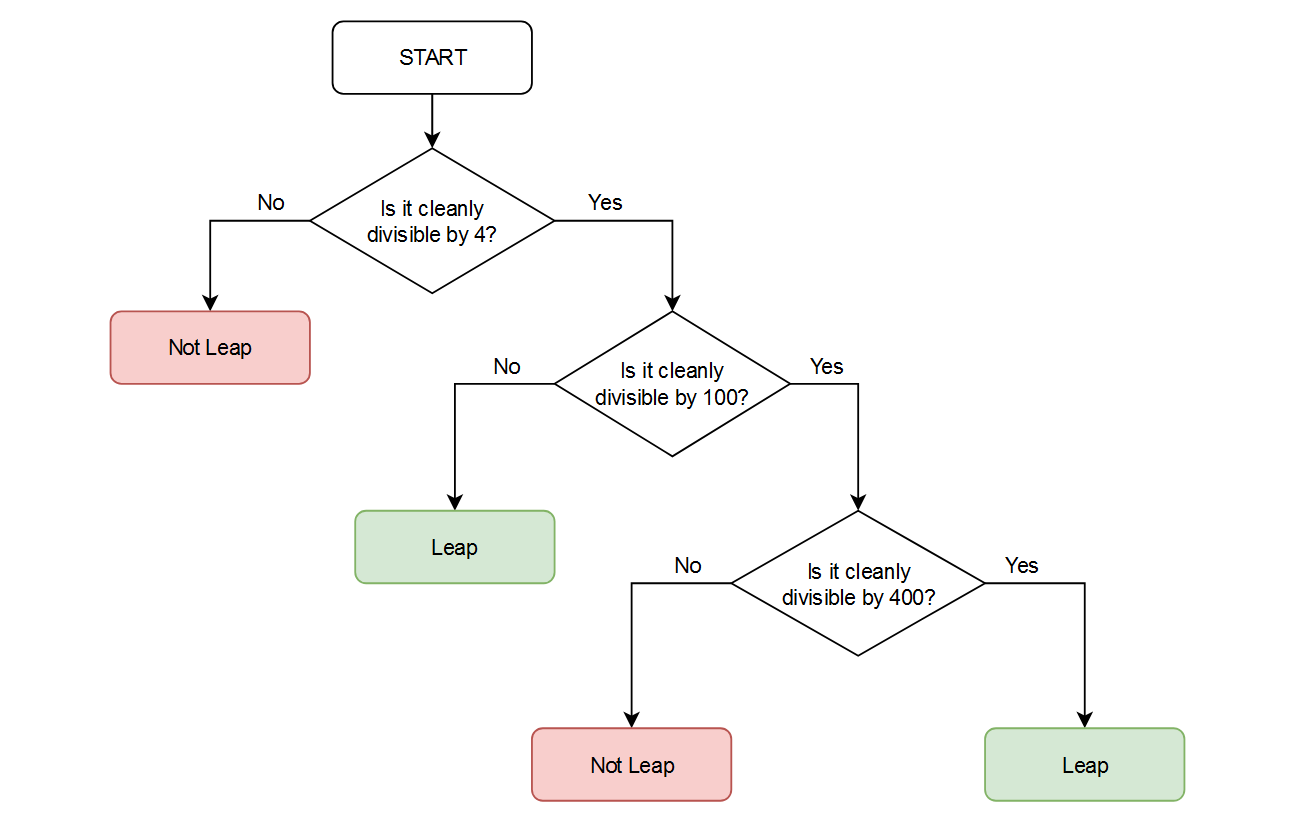 START
No
Yes
Is it cleanly
divisible by 4?
Not Leap
No
Yes
Is it cleanly
divisible by 100?
Leap
No
Yes
Is it cleanly
divisible by 400?
Not Leap
Leap